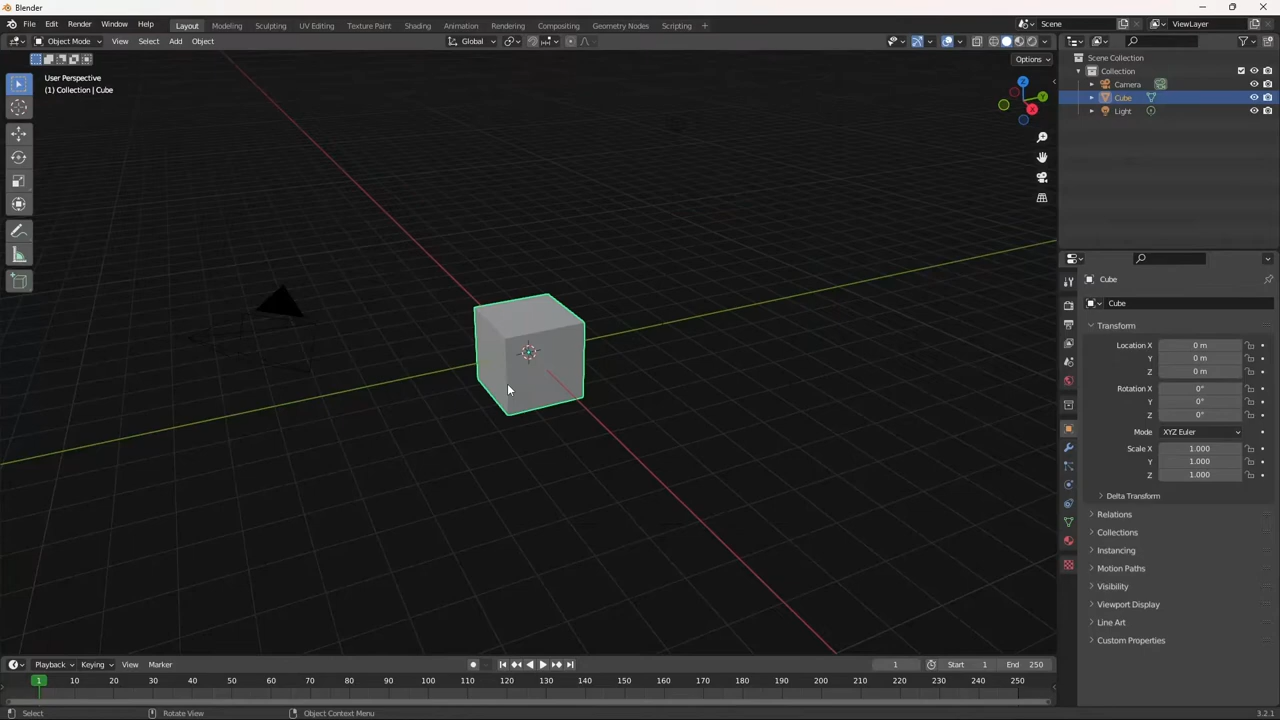 Blender
File Edit Render Window Help Layout Modeling Sculpting UV Editing Texture Paint Shading Animation Rendering Compositing Geometry Nodes Scripting + Scene ViewLayer
Object Mode View Select Add Object Global
Options
User Perspective
(1) Collection | Cube
Z
Y
X
Scene Collection
Collection
Camera
Cube
Light
Cube
Cube
Transform
Location X 0 m
Y 0 m
Z 0 m
Rotation X 0°
Y 0°
Z 0°
Mode XYZ Euler
Scale X 1.000
Y 1.000
Z 1.000
Delta Transform
Relations
Collections
Instancing
Motion Paths
Visibility
Viewport Display
Line Art
Custom Properties
Playback Keying View Marker 1 Start 1 End 250
1 10 20 30 40 50 60 70 80 90 100 110 120 130 140 150 160 170 180 190 200 210 220 230 240 250
Select Rotate View Object Context Menu 3.2.1